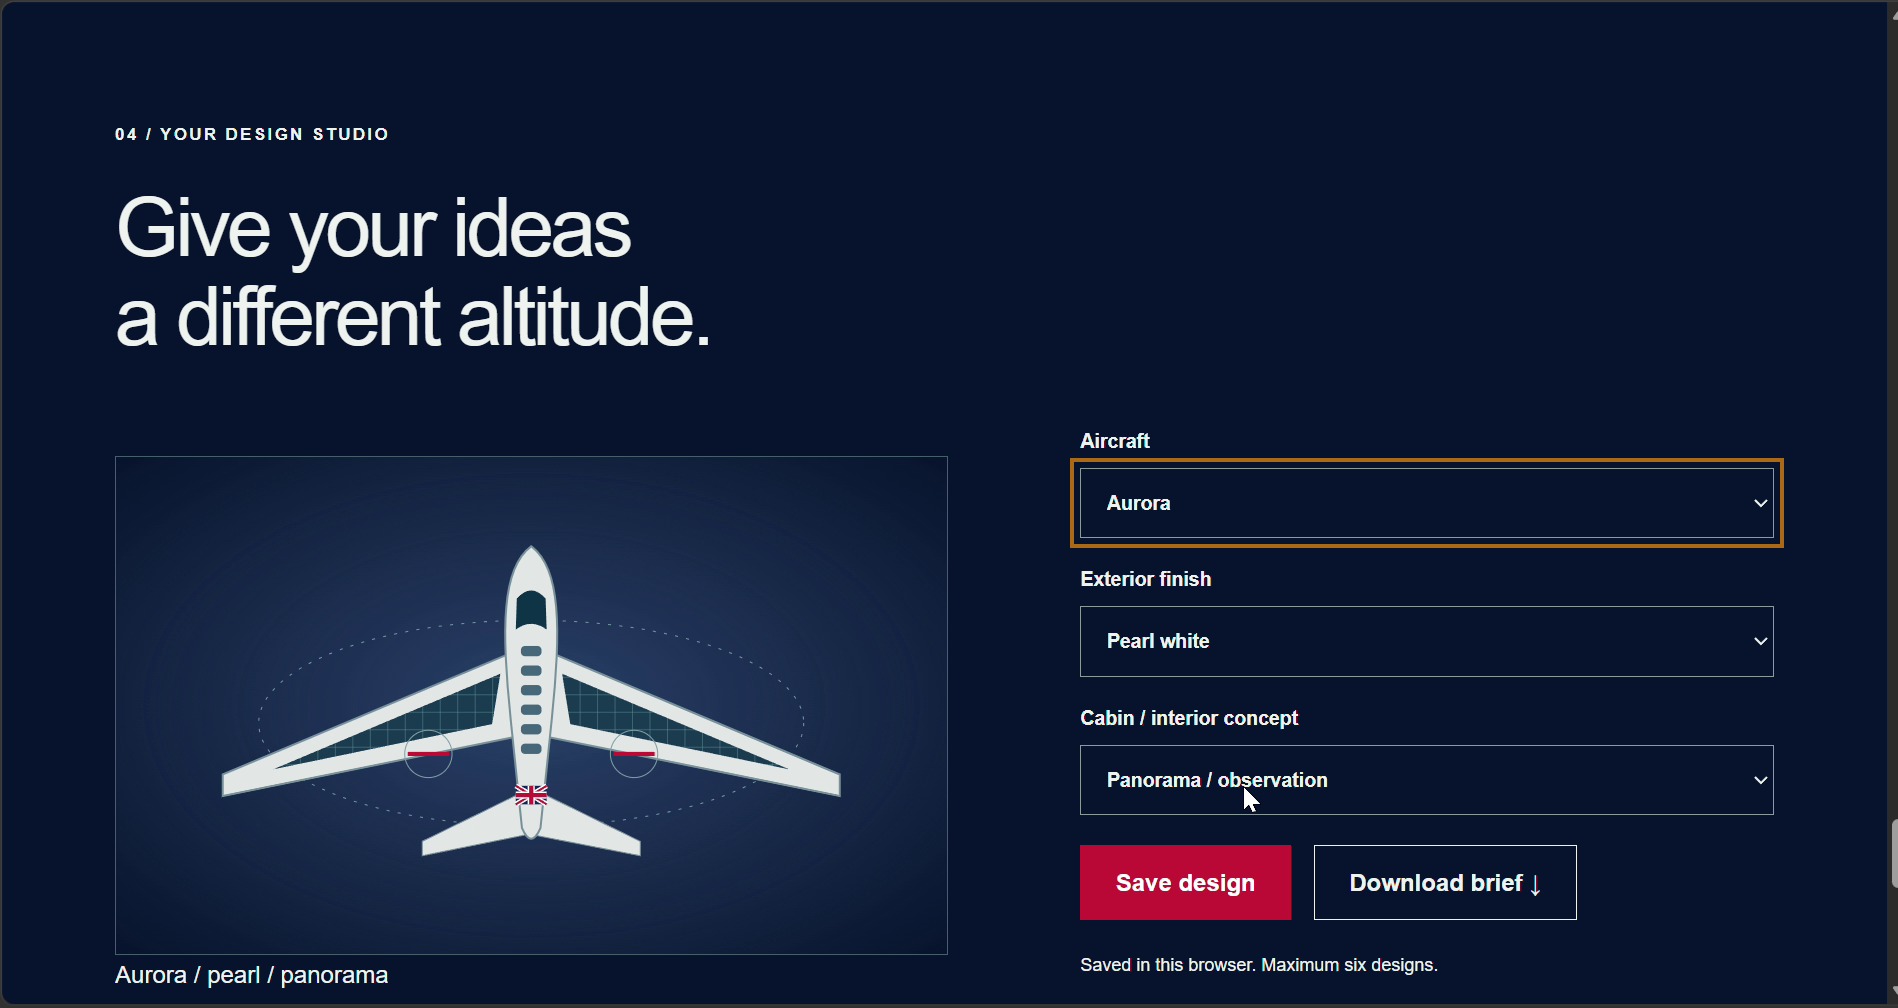 04 / YOUR DESIGN STUDIO
Give your ideas
a different altitude.
Aircraft
Aurora
Exterior finish
Pearl white
Cabin / interior concept
Panorama / observation
Save design
Download brief ↓
Saved in this browser. Maximum six designs.
Aurora / pearl / panorama